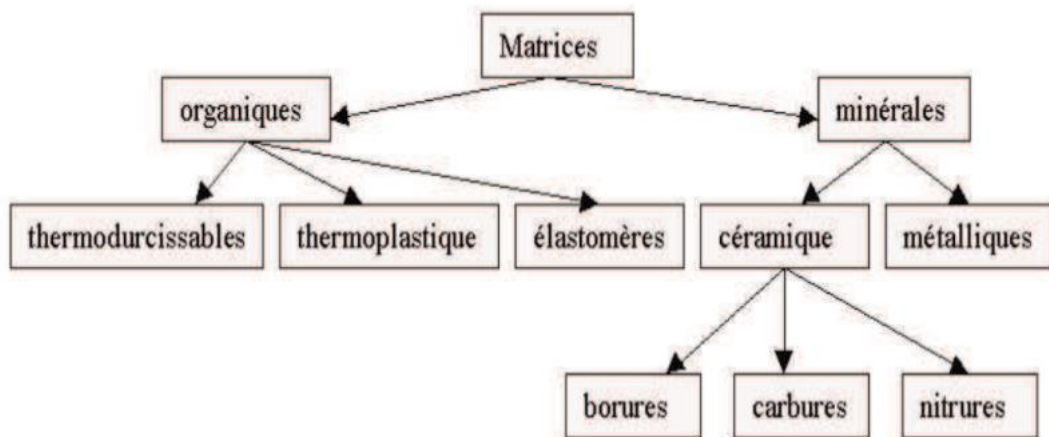 Matrices
organiques
minérales
thermodurcissables
thermoplastique
élastomères
céramique
métalliques
borures
carbures
nitrures